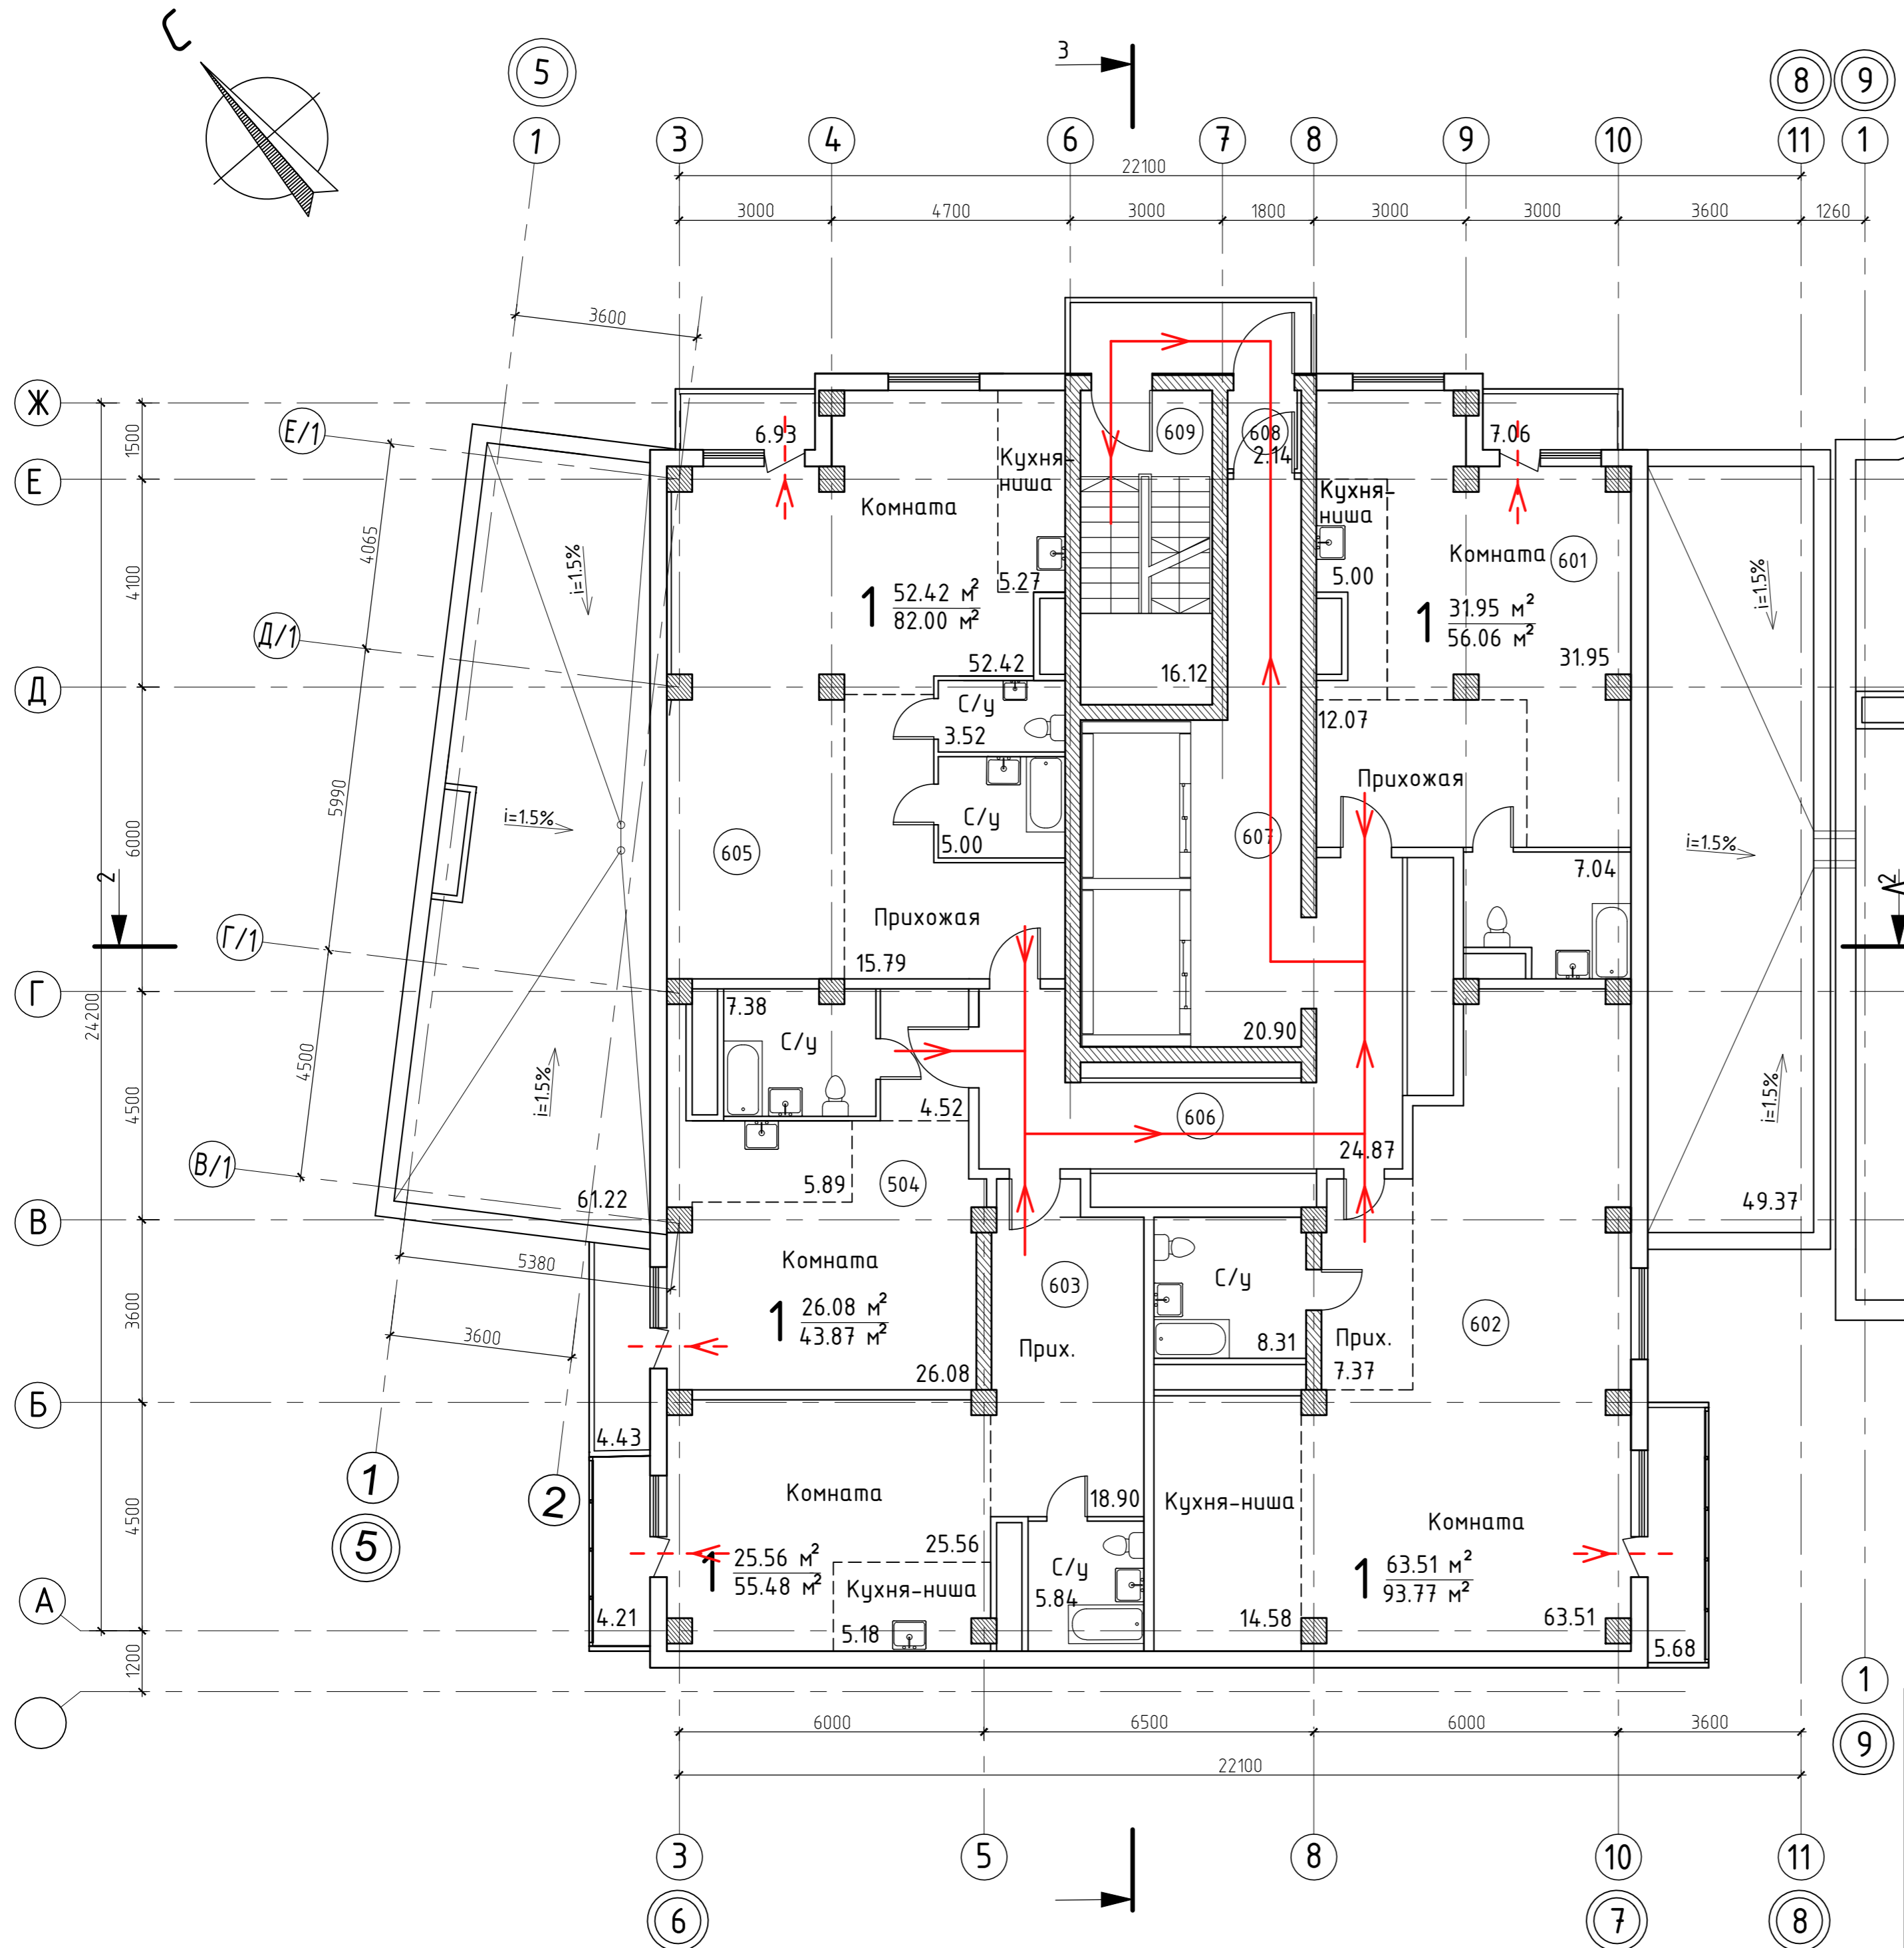 С
5
3
8 9
1 3 4 6 7 8 9 10 11 1
22100
3000 4700 3000 1800 3000 3000 3600 1260
3600
Ж
Е/1
1500
6.93
609
608
7.06
Е
2.14
Кухня-
ниша
Кухня-
ниша
Комната
Комната
601
4065
4100
i=1.5%
i=1.5%
5.27
5.00
1 52.42 м²
82.00 м²
1 31.95 м²
56.06 м²
Д/1
52.42
16.12
31.95
Д
С/у
3.52
12.07
Прихожая
5990
6000
i=1.5%
С/у
5.00
605
607
i=1.5%
7.04
2
2
Прихожая
Г/1
15.79
Г
24200
7.38
С/у
20.90
4500
4500
i=1.5%
i=1.5%
4.52
606
24.87
В/1
5.89
504
61.22
49.37
В
5380
Комната
603
С/у
602
1 26.08 м²
43.87 м²
3600
3600
Прих.
8.31
Прих.
7.37
26.08
Б
4.43
1
2
5
Комната
18.90
Кухня-ниша
Комната
4500
25.56
1 25.56 м²
55.48 м²
Кухня-ниша
С/у
5.84
1 63.51 м²
93.77 м²
А
4.21
5.18
14.58
63.51
5.68
1200
1
9
6000 6500 6000 3600
22100
3 5 8 10 11
6 7 8